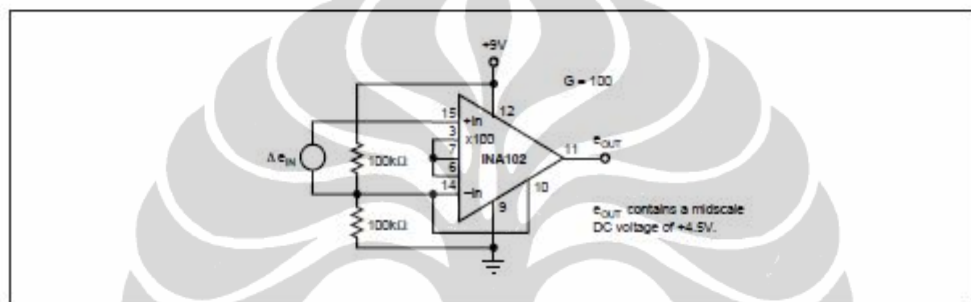 +9V
G = 100
12
15
+In
3
x100
7
6
INA102
11
eOUT
ΔeIN
100kΩ
14
–In
10
9
100kΩ
eOUT contains a midscale
DC voltage of +4.5V.